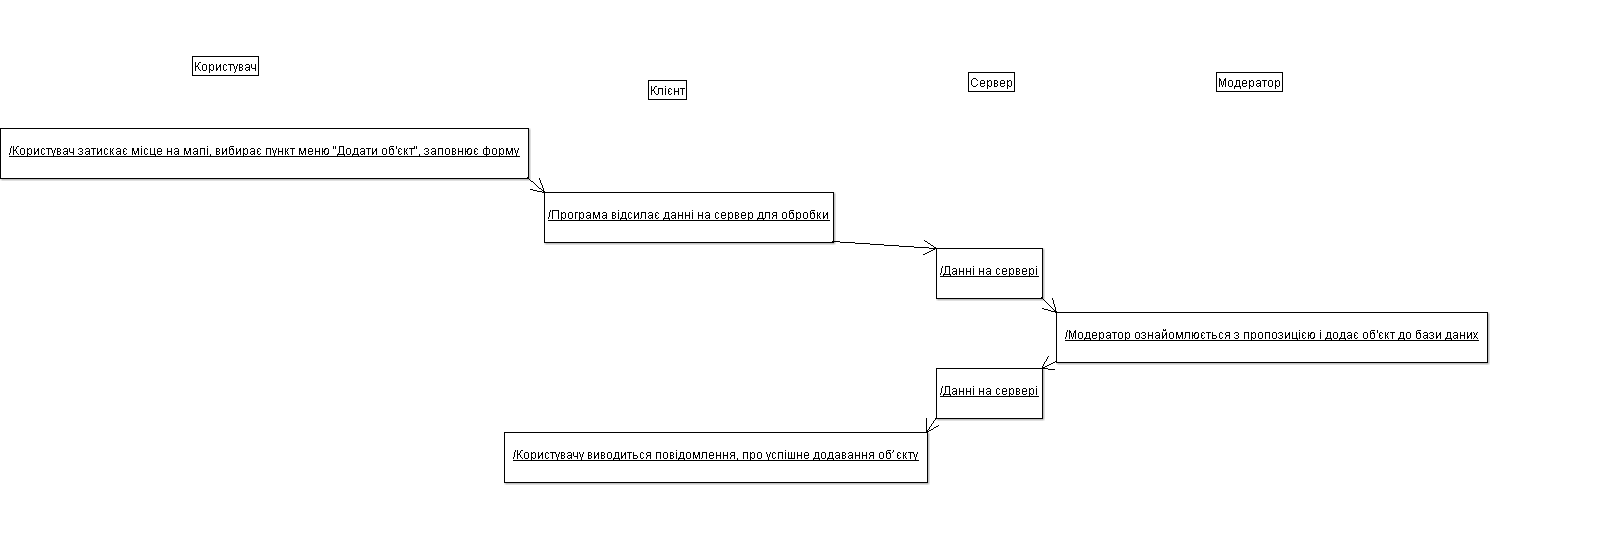 Користувач
Клієнт
Сервер
Модератор
/Користувач затискає місце на мапі, вибирає пункт меню "Додати об'єкт", заповнює форму
/Програма відсилає данні на сервер для обробки
/Данні на сервері
/Модератор ознайомлюється з пропозицією і додає об'єкт до бази даних
/Данні на сервері
/Користувачу виводиться повідомлення, про успішне додавання об’єкту